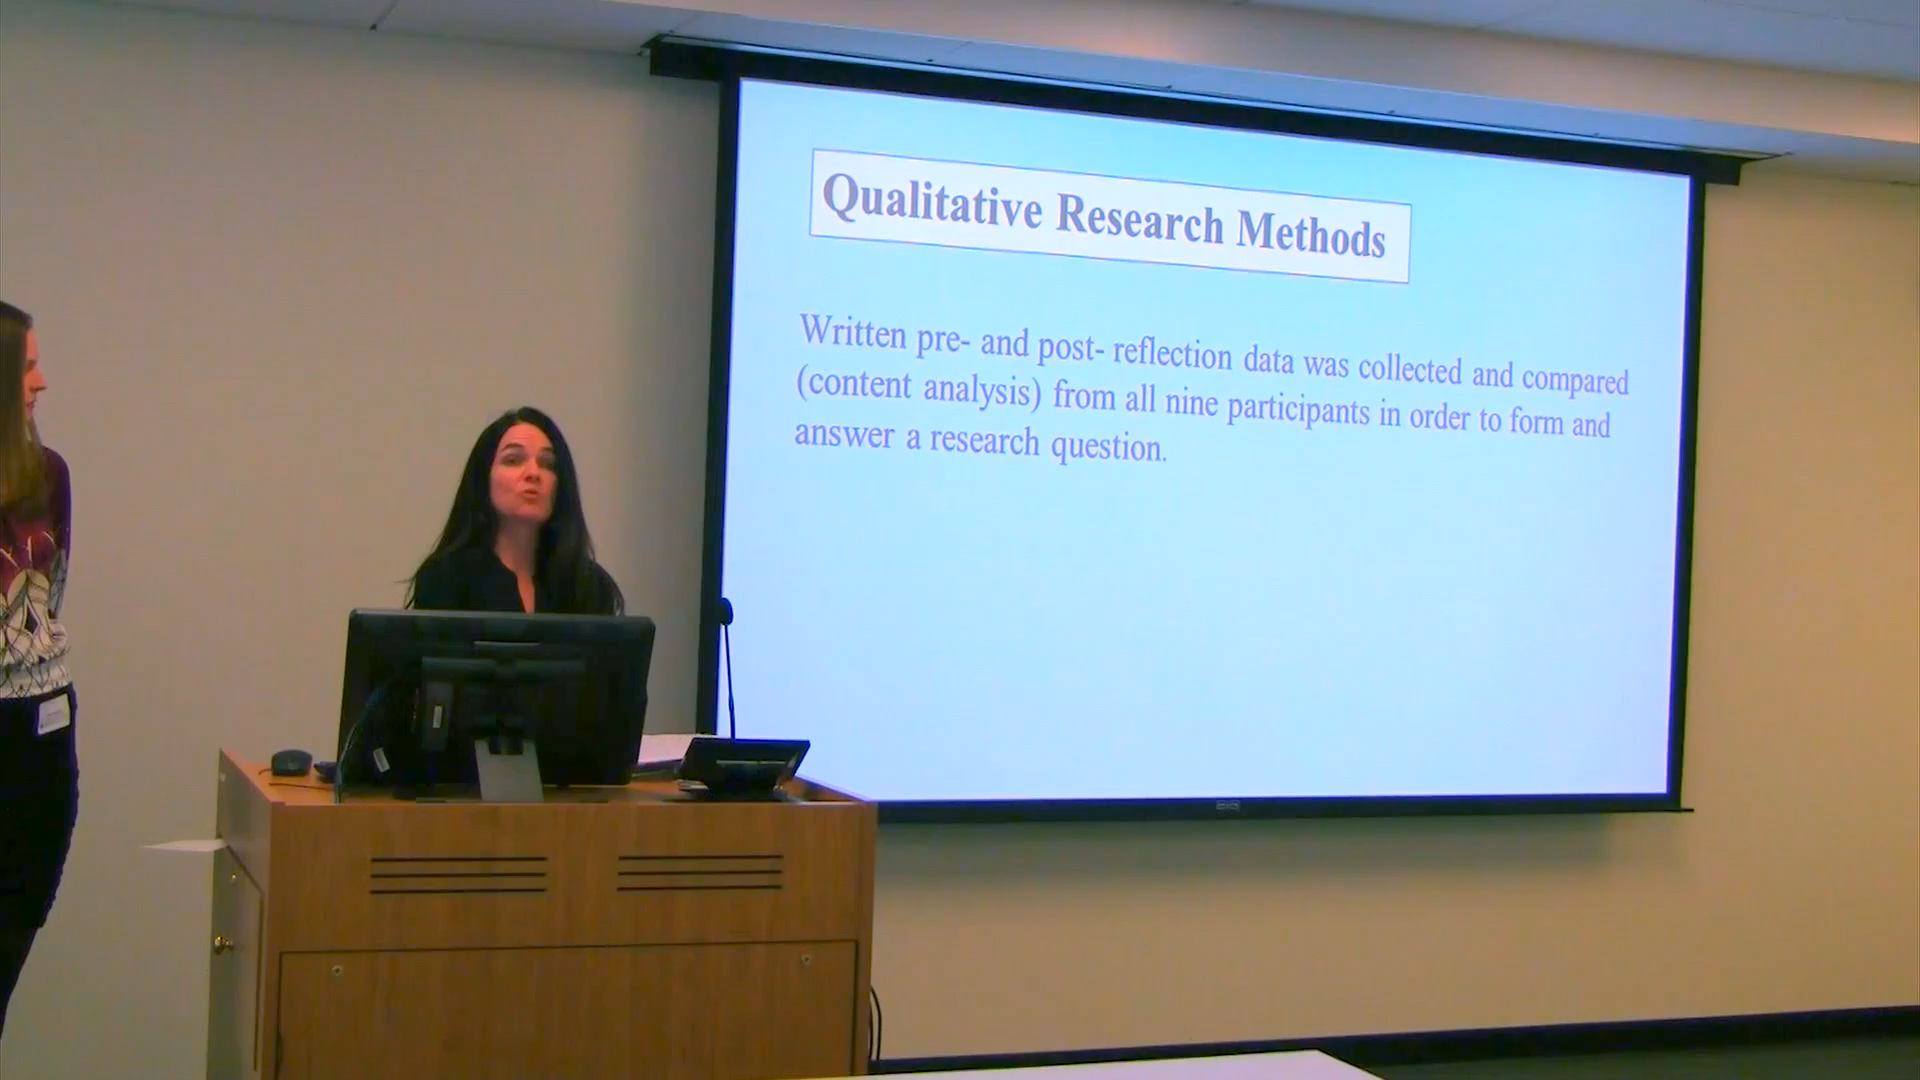 Qualitative Research Methods
Written pre- and post- reflection data was collected and compared
(content analysis) from all nine participants in order to form and
answer a research question.